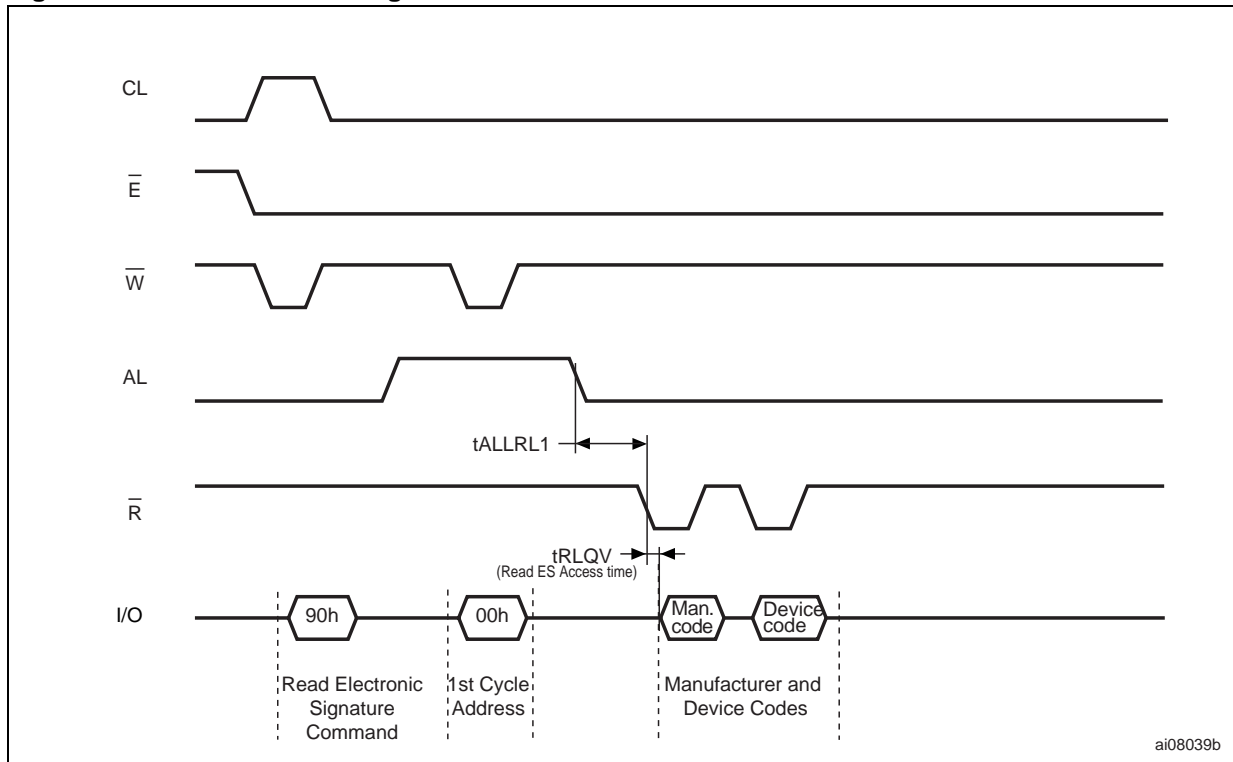 CL
E
W
AL
tALLRL1
R
tRLQV
(Read ES Access time)
I/O
90h
00h
Man.
code
Device
code
Read Electronic
Signature
Command
1st Cycle
Address
Manufacturer and
Device Codes
ai08039b